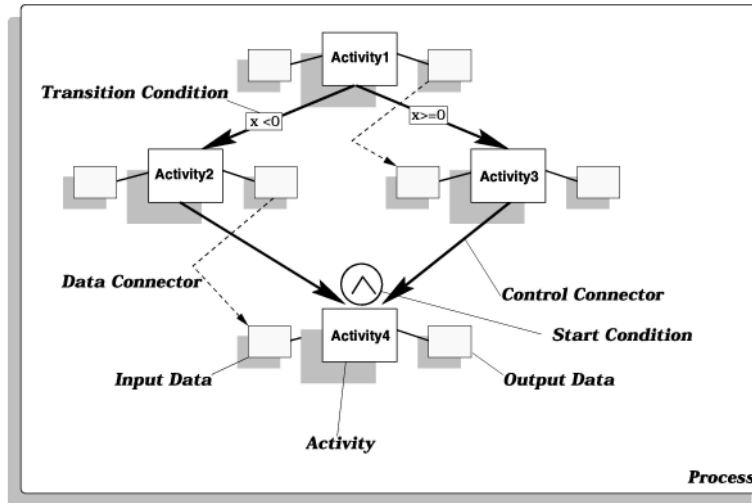 Activity1
Transition Condition
x <0
x>=0
Activity2
Activity3
Data Connector
Control Connector
Activity4
Start Condition
Input Data
Output Data
Activity
Process